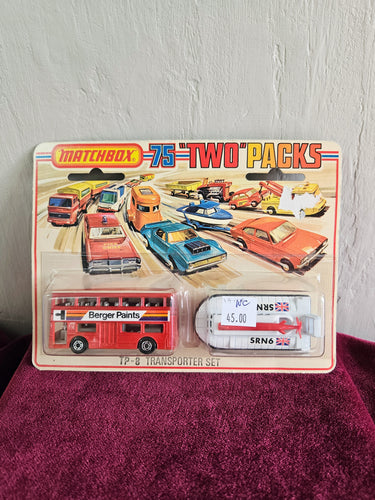 MATCHBOX 75 "TWO" PACKS
Berger Paints
NC
45.00
SRN6
SRN6
TP-8 TRANSPORTER SET